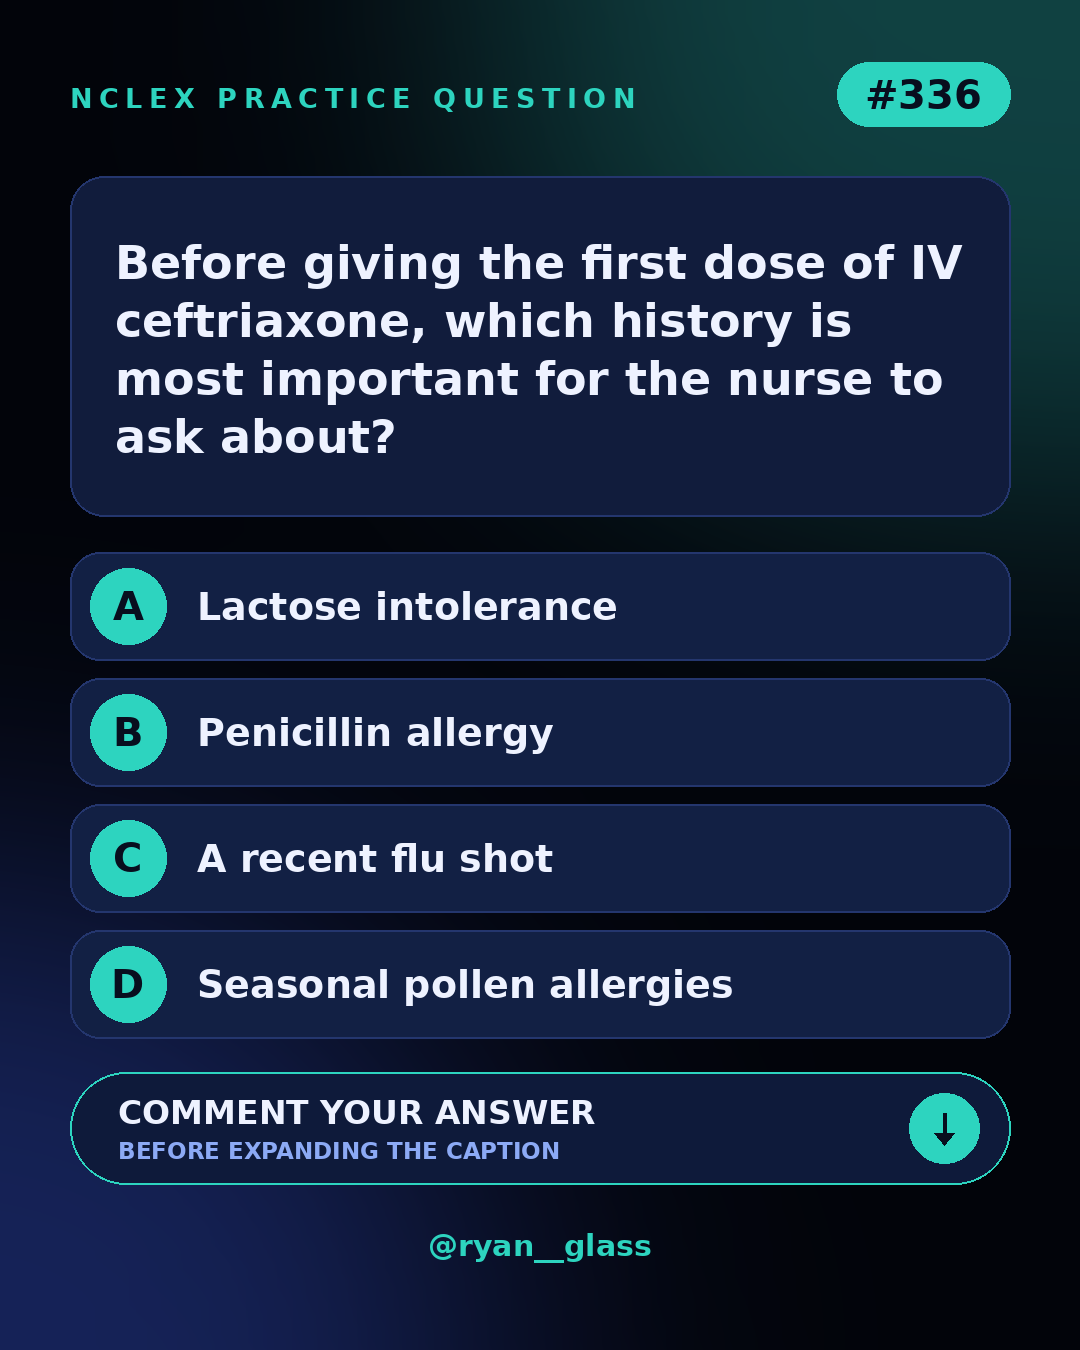 NCLEX PRACTICE QUESTION
#336
Before giving the first dose of IV
ceftriaxone, which history is
most important for the nurse to
ask about?
A Lactose intolerance
B Penicillin allergy
C A recent flu shot
D Seasonal pollen allergies
COMMENT YOUR ANSWER
BEFORE EXPANDING THE CAPTION
@ryan__glass